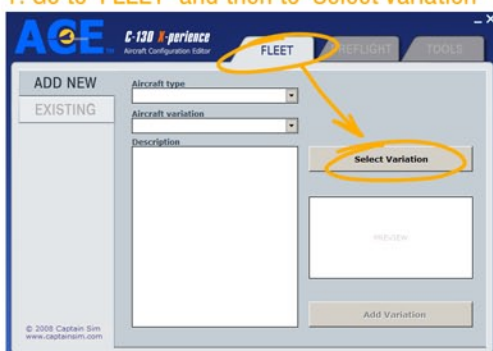 1. Go to "FLEET" and then to "Select Variation"
ACE
C-130 X-perience
Aircraft Configuration Editor
FLEET
PREFLIGHT
TOOLS
ADD NEW
EXISTING
Aircraft type
Aircraft variation
Description
Select Variation
PREVIEW
Add Variation
© 2008 Captain Sim
www.captainsim.com